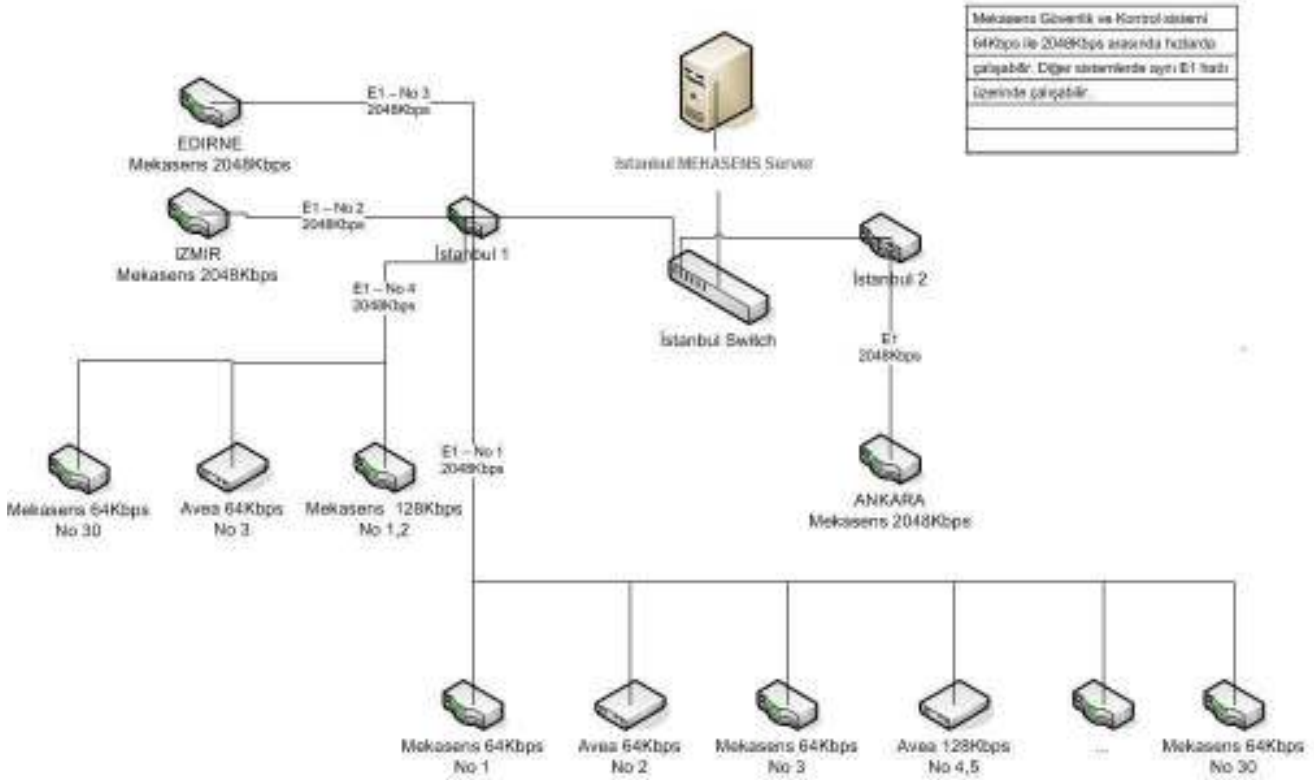 Mekasens Güvenlik ve Kontrol sistemi
64Kbps ile 2048Kbps arasında hızlarda
çalışabilir. Diğer sistemlerde aynı E1 hattı
üzerinde çalışabilir.
E1 – No 3
2048Kbps
EDIRNE
Mekasens 2048Kbps
İstanbul MEKASENS Server
E1 – No 2
2048Kbps
IZMIR
Mekasens 2048Kbps
İstanbul 1
İstanbul 2
E1 – No 4
2048Kbps
İstanbul Switch
E1
2048Kbps
E1 – No 1
2048Kbps
Mekasens 64Kbps
No 30
Avea 64Kbps
No 3
Mekasens 128Kbps
No 1,2
ANKARA
Mekasens 2048Kbps
Mekasens 64Kbps
No 1
Avea 64Kbps
No 2
Mekasens 64Kbps
No 3
Avea 128Kbps
No 4,5
...
Mekasens 64Kbps
No 30